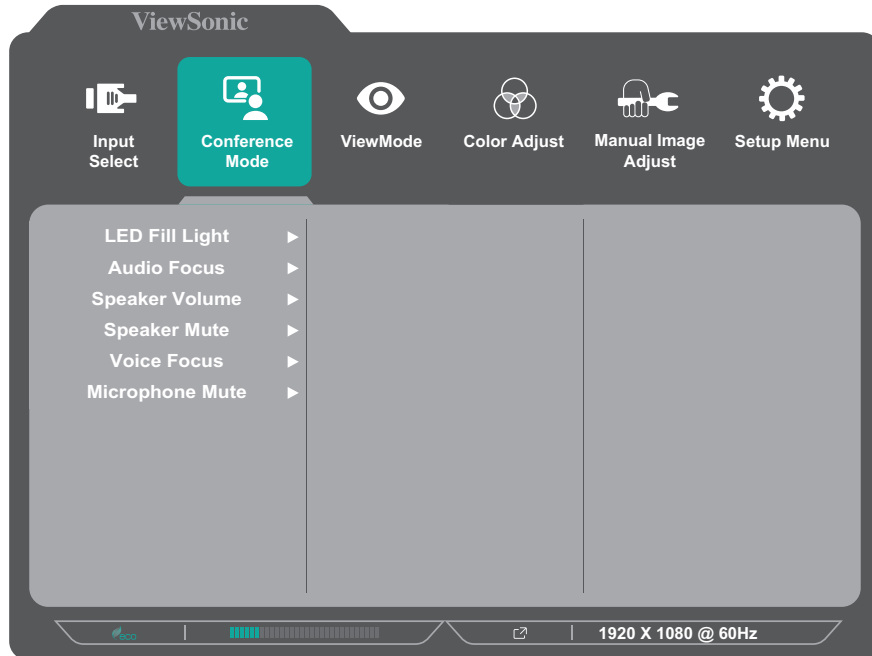 ViewSonic
Input
Select
Conference
Mode
ViewMode
Color Adjust
Manual Image
Adjust
Setup Menu
LED Fill Light
Audio Focus
Speaker Volume
Speaker Mute
Voice Focus
Microphone Mute
eco
1920 X 1080 @ 60Hz